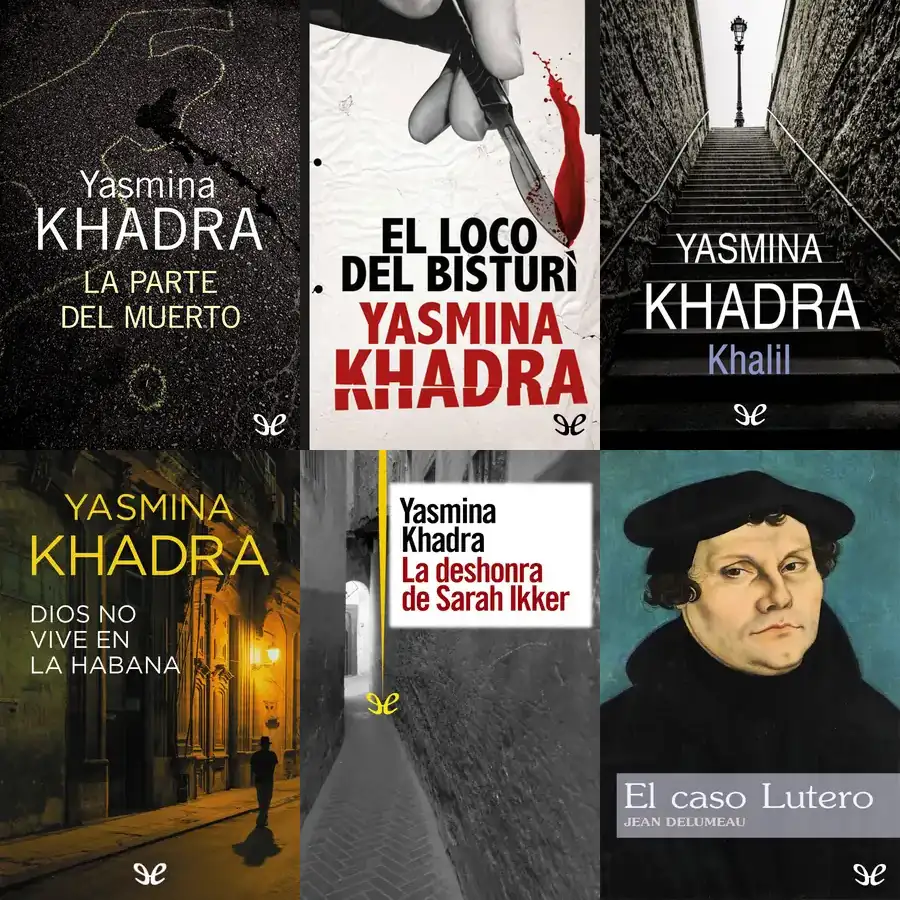 Yasmina
KHADRA
LA PARTE
DEL MUERTO
EL LOCO
DEL BISTURÌ
YASMINA
KHADRA
YASMINA
KHADRA
Khalil
YASMINA
KHADRA
DIOS NO
VIVE EN
LA HABANA
Yasmina
Khadra
La deshonra
de Sarah Ikker
El caso Lutero
JEAN DELUMEAU